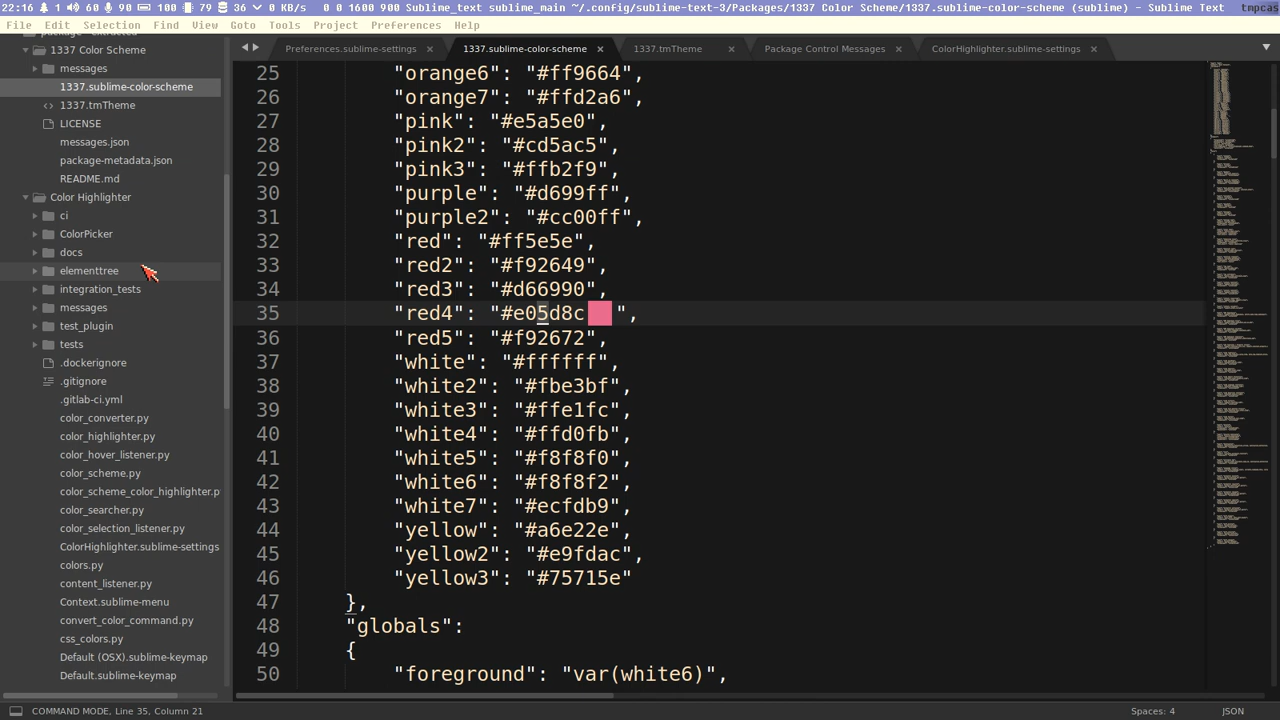 22:16 1 60 90 100 79 36 0 KB/s 0 0 1600 900 Sublime_text sublime_main ~/.config/sublime-text-3/Packages/1337 Color Scheme/1337.sublime-color-scheme (sublime) - Sublime Text tmpcas
File Edit Selection Find View Goto Tools Project Preferences Help
Preferences.sublime-settings × 1337.sublime-color-scheme × 1337.tmTheme × Package Control Messages × ColorHighlighter.sublime-settings ×
1337 Color Scheme
messages
1337.sublime-color-scheme
1337.tmTheme
LICENSE
messages.json
package-metadata.json
README.md
Color Highlighter
ci
ColorPicker
docs
elementtree
integration_tests
messages
test_plugin
tests
.dockerignore
.gitignore
.gitlab-ci.yml
color_converter.py
color_highlighter.py
color_hover_listener.py
color_scheme.py
color_scheme_color_highlighter.p
color_searcher.py
color_selection_listener.py
ColorHighlighter.sublime-settings
colors.py
content_listener.py
Context.sublime-menu
convert_color_command.py
css_colors.py
Default (OSX).sublime-keymap
Default.sublime-keymap
25 "orange6": "#ff9664",
26 "orange7": "#ffd2a6",
27 "pink": "#e5a5e0",
28 "pink2": "#cd5ac5",
29 "pink3": "#ffb2f9",
30 "purple": "#d699ff",
31 "purple2": "#cc00ff",
32 "red": "#ff5e5e",
33 "red2": "#f92649",
34 "red3": "#d66990",
35 "red4": "#e05d8c ",
36 "red5": "#f92672",
37 "white": "#ffffff",
38 "white2": "#fbe3bf",
39 "white3": "#ffe1fc",
40 "white4": "#ffd0fb",
41 "white5": "#f8f8f0",
42 "white6": "#f8f8f2",
43 "white7": "#ecfdb9",
44 "yellow": "#a6e22e",
45 "yellow2": "#e9fdac",
46 "yellow3": "#75715e"
47 },
48 "globals":
49 {
50 "foreground": "var(white6)",
COMMAND MODE, Line 35, Column 21 Spaces: 4 JSON